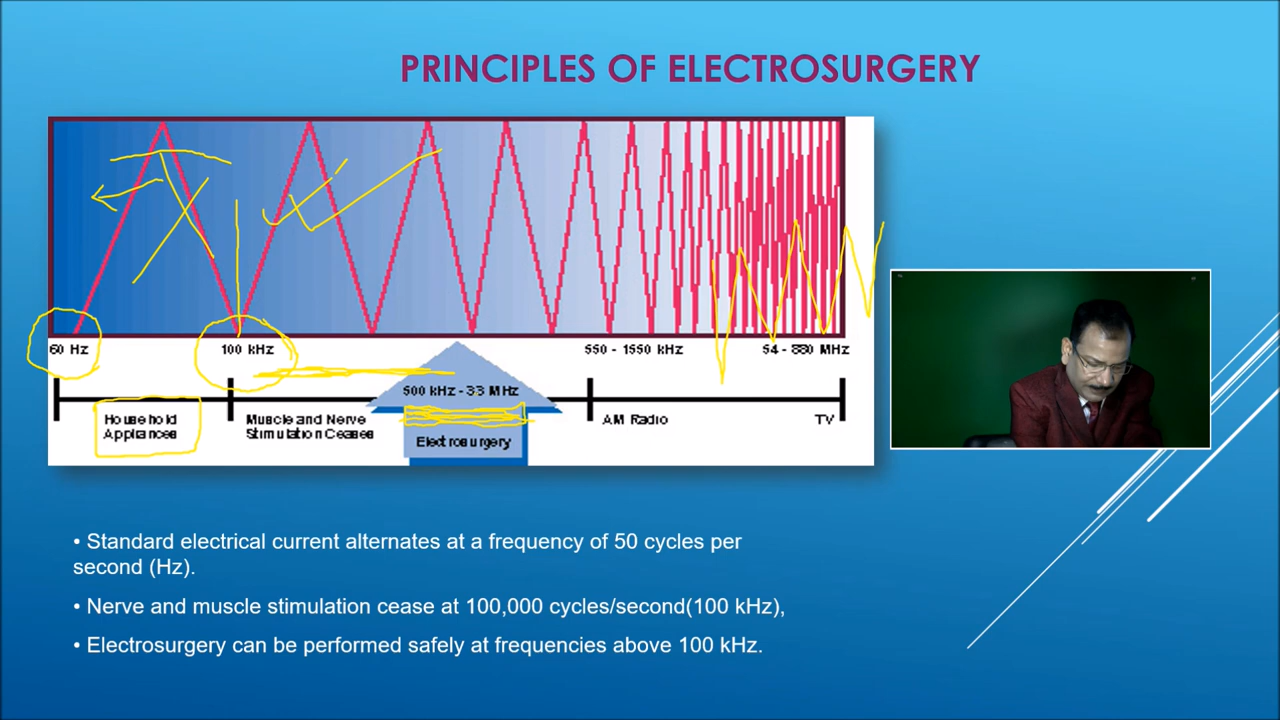 PRINCIPLES OF ELECTROSURGERY
60 Hz 100 kHz 550 - 1550 kHz 54 - 880 MHz
500 kHz - 33 MHz
Household
Appliances
Muscle and Nerve
Stimulation Ceases
Electrosurgery
AM Radio
TV
• Standard electrical current alternates at a frequency of 50 cycles per
second (Hz).
• Nerve and muscle stimulation cease at 100,000 cycles/second(100 kHz),
• Electrosurgery can be performed safely at frequencies above 100 kHz.